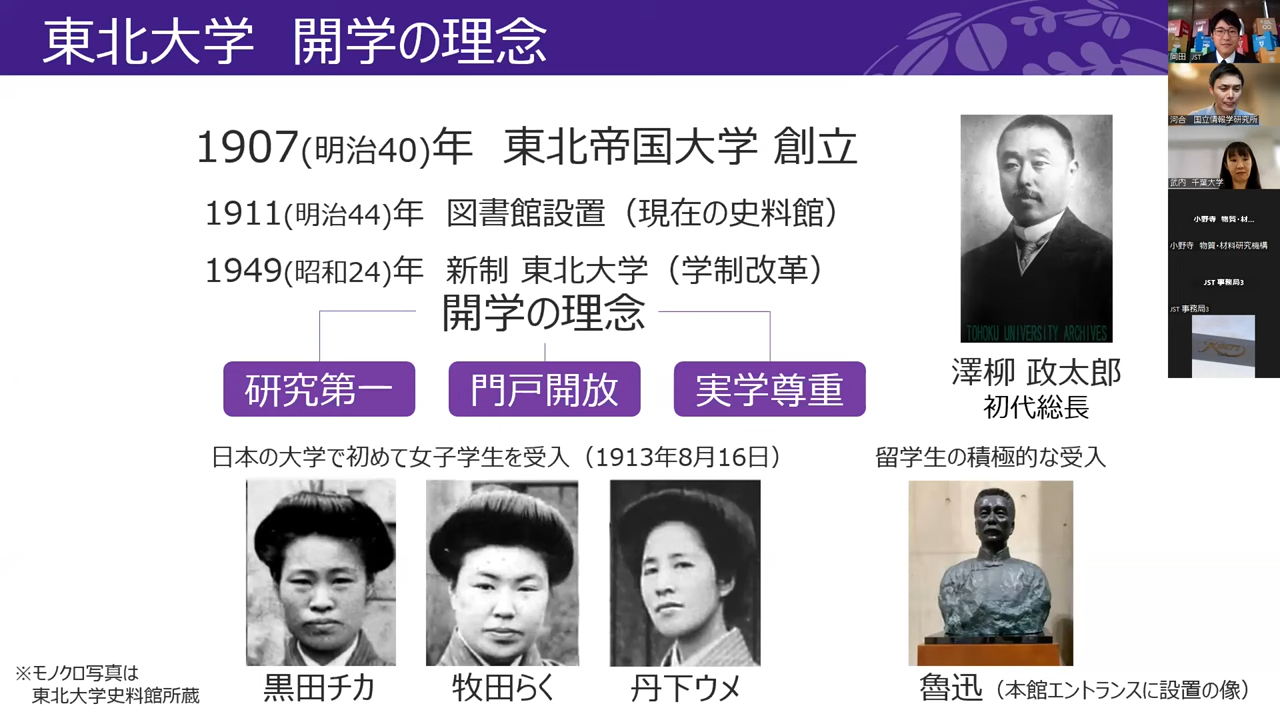 東北大学 開学の理念
1907(明治40)年 東北帝国大学 創立
1911(明治44)年 図書館設置（現在の史料館）
1949(昭和24)年 新制 東北大学（学制改革）
開学の理念
研究第一
門戸開放
実学尊重
TOHOKU UNIVERSITY ARCHIVES
澤柳 政太郎
初代総長
日本の大学で初めて女子学生を受入（1913年8月16日）
留学生の積極的な受入
黒田チカ
牧田らく
丹下ウメ
魯迅（本館エントランスに設置の像）
※モノクロ写真は
東北大学史料館所蔵
岡田 JST
河合 国立情報学研究所
武内 千葉大学
小野寺 物質・材...
小野寺 物質・材料研究機構
JST 事務局3
JST 事務局3